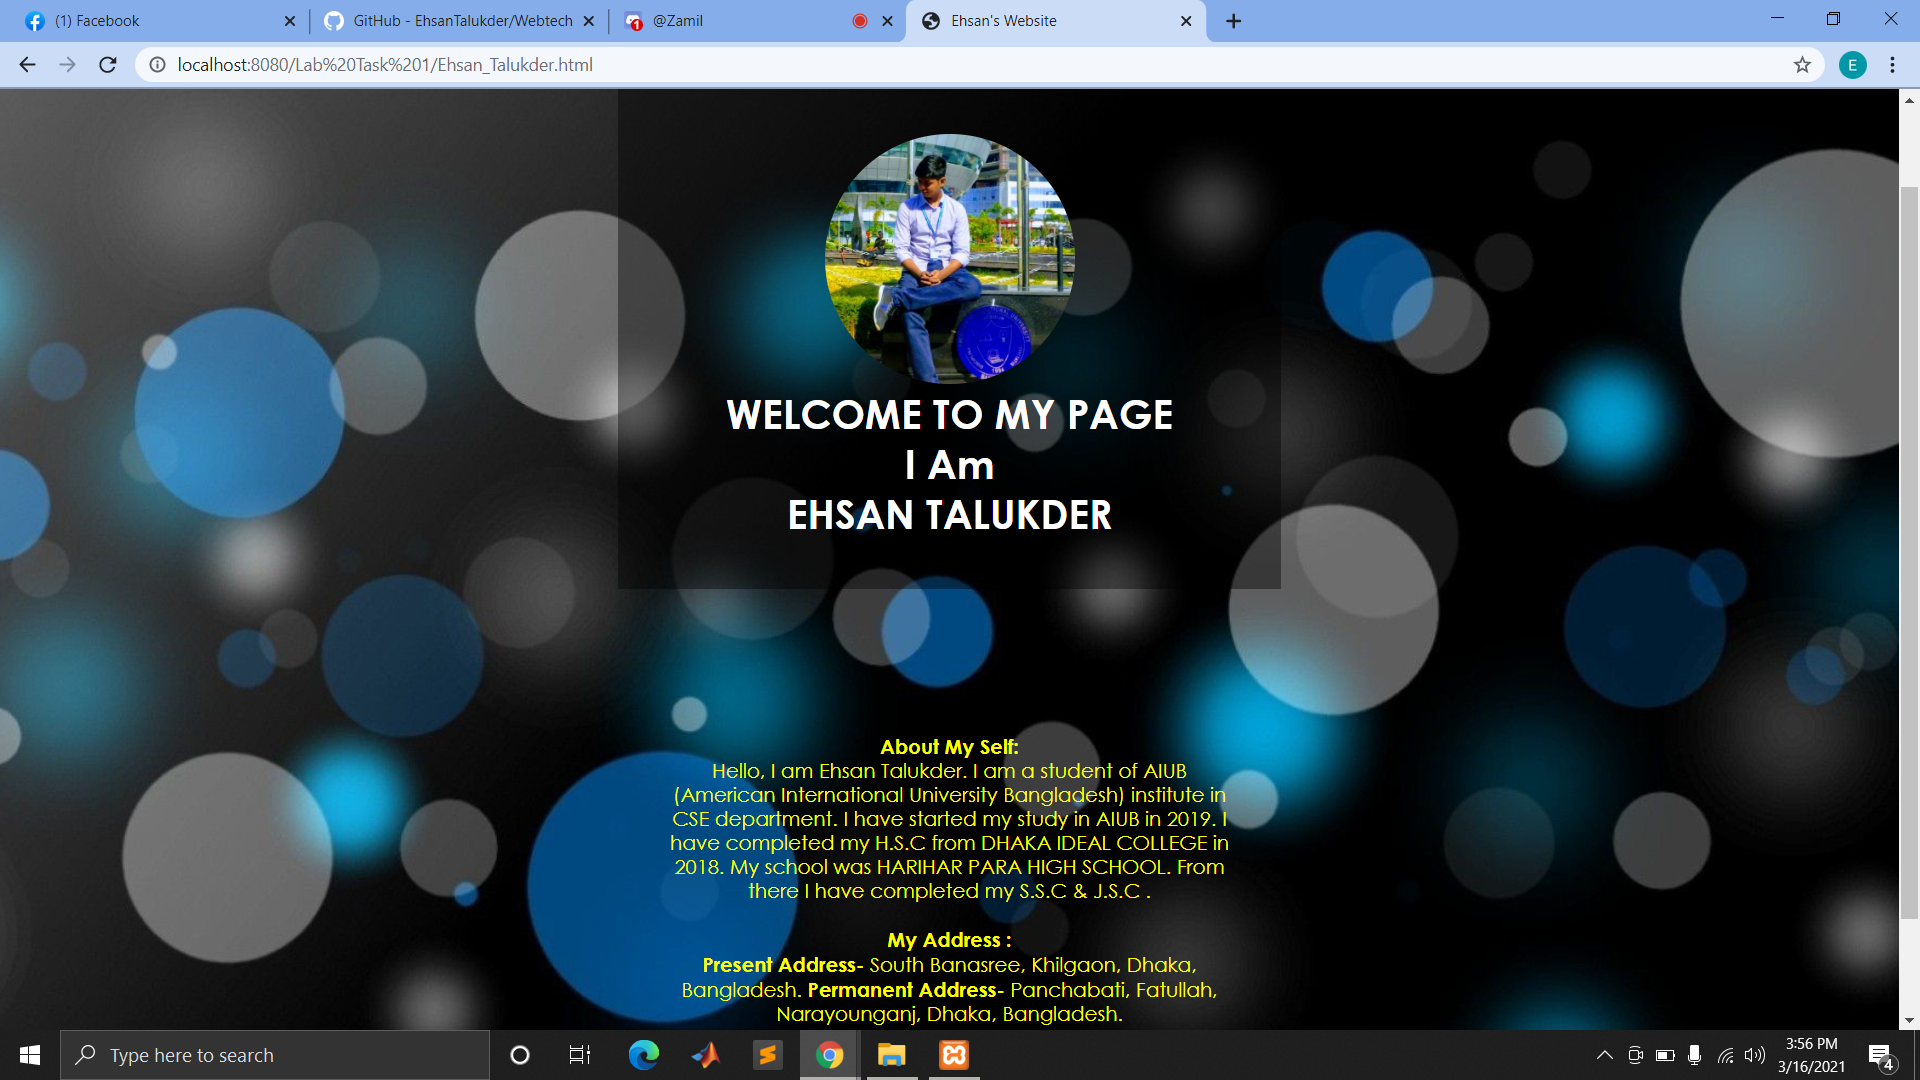 (1) Facebook
GitHub - EhsanTalukder/Webtech
1
@Zamil
Ehsan's Website
localhost:8080/Lab%20Task%201/Ehsan_Talukder.html
E
WELCOME TO MY PAGE
I Am
EHSAN TALUKDER
About My Self:
Hello, I am Ehsan Talukder. I am a student of AIUB
(American International University Bangladesh) institute in
CSE department. I have started my study in AIUB in 2019. I
have completed my H.S.C from DHAKA IDEAL COLLEGE in
2018. My school was HARIHAR PARA HIGH SCHOOL. From
there I have completed my S.S.C & J.S.C .
My Address :
Present Address- South Banasree, Khilgaon, Dhaka,
Bangladesh. Permanent Address- Panchabati, Fatullah,
Narayounganj, Dhaka, Bangladesh.
Type here to search
3:56 PM
3/16/2021
4